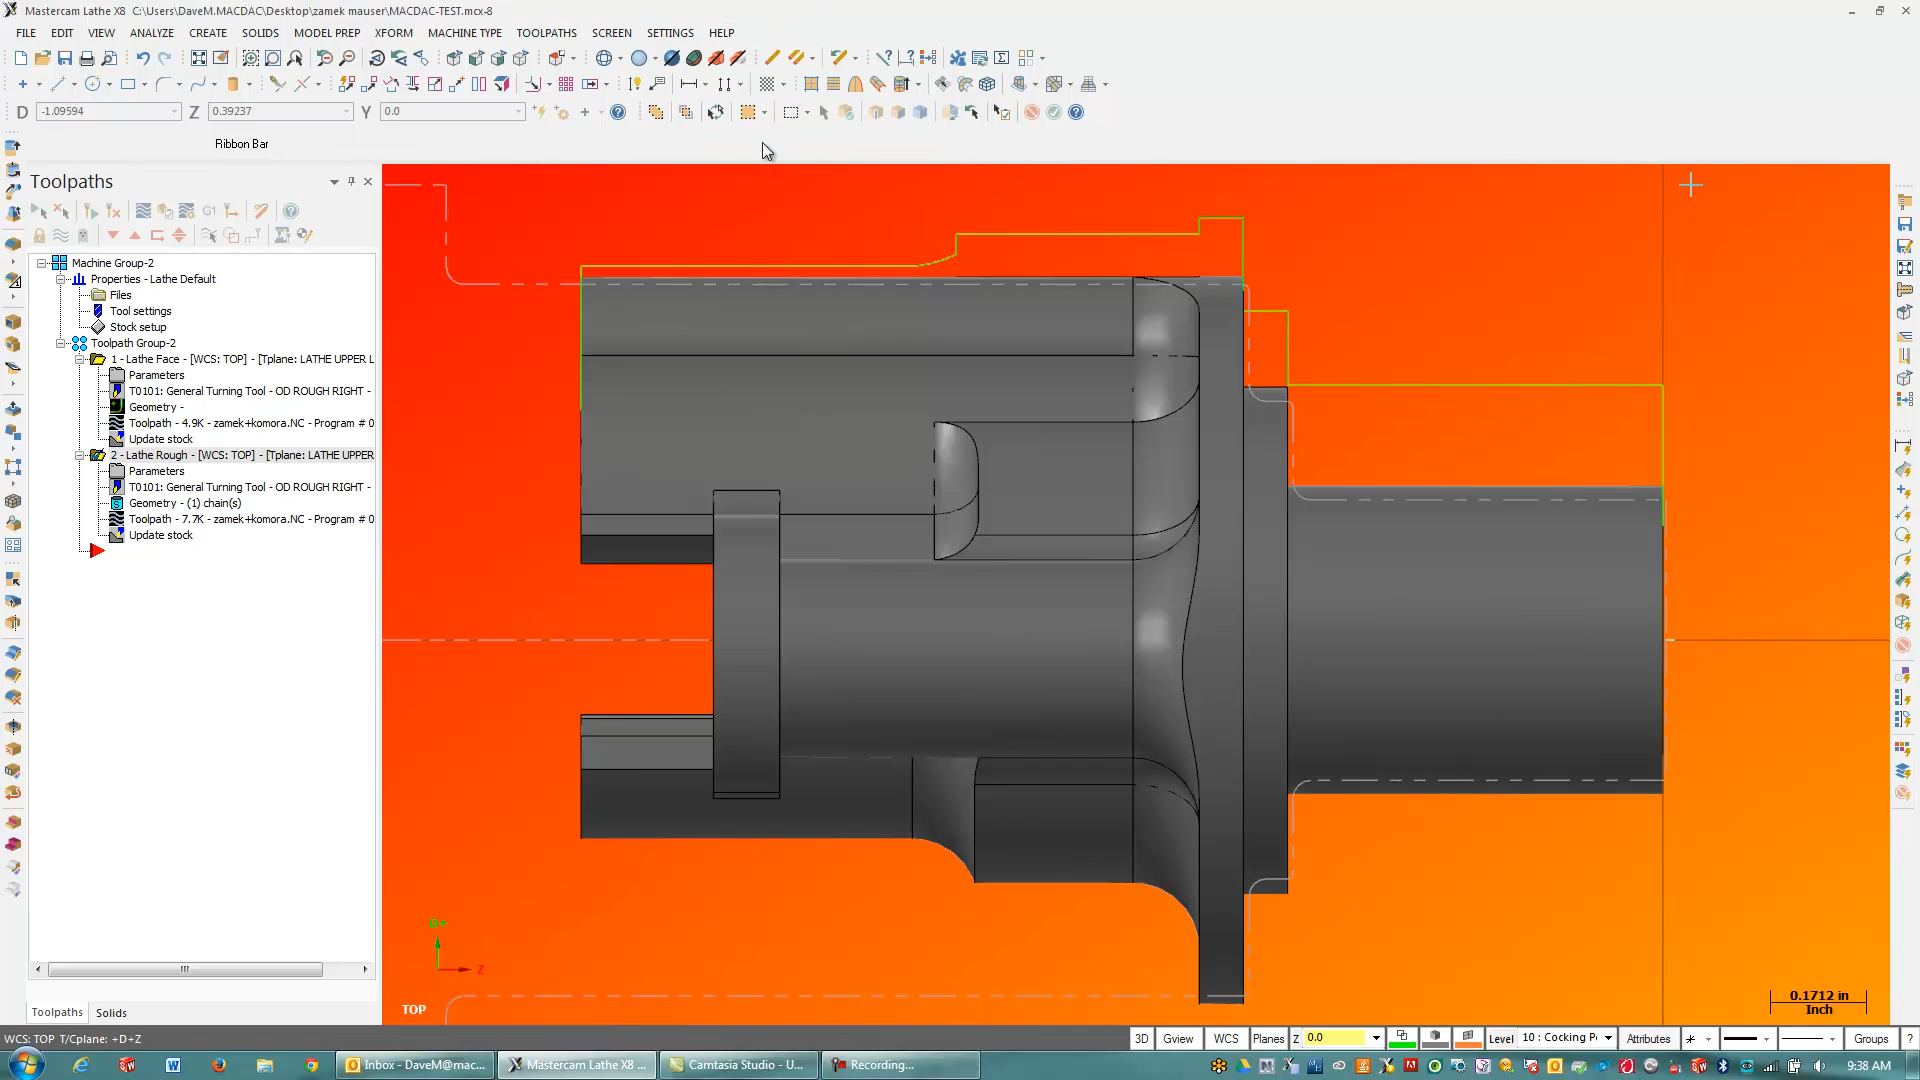 Mastercam Lathe X8 C:\Users\DaveM.MACDAC\Desktop\zamek mauser\MACDAC-TEST.mcx-8
FILE EDIT VIEW ANALYZE CREATE SOLIDS MODEL PREP XFORM MACHINE TYPE TOOLPATHS SCREEN SETTINGS HELP
D -1.09594 Z 0.39237 Y 0.0
Ribbon Bar
Toolpaths
G1
Machine Group-2
Properties - Lathe Default
Files
Tool settings
Stock setup
Toolpath Group-2
1 - Lathe Face - [WCS: TOP] - [Tplane: LATHE UPPER L
Parameters
T0101: General Turning Tool - OD ROUGH RIGHT -
Geometry -
Toolpath - 4.9K - zamek+komora.NC - Program # 0
Update stock
2 - Lathe Rough - [WCS: TOP] - [Tplane: LATHE UPPER
Parameters
T0101: General Turning Tool - OD ROUGH RIGHT -
Geometry - (1) chain(s)
Toolpath - 7.7K - zamek+komora.NC - Program # 0
Update stock
D+
Z
TOP
0.1712 in
Inch
Toolpaths Solids
WCS: TOP T/Cplane: +D+Z
3D Gview WCS Planes Z 0.0 Level 10 : Cocking Pi Attributes Groups ?
Inbox - DaveM@mac... Mastercam Lathe X8 ... Camtasia Studio - U... Recording...
9:38 AM